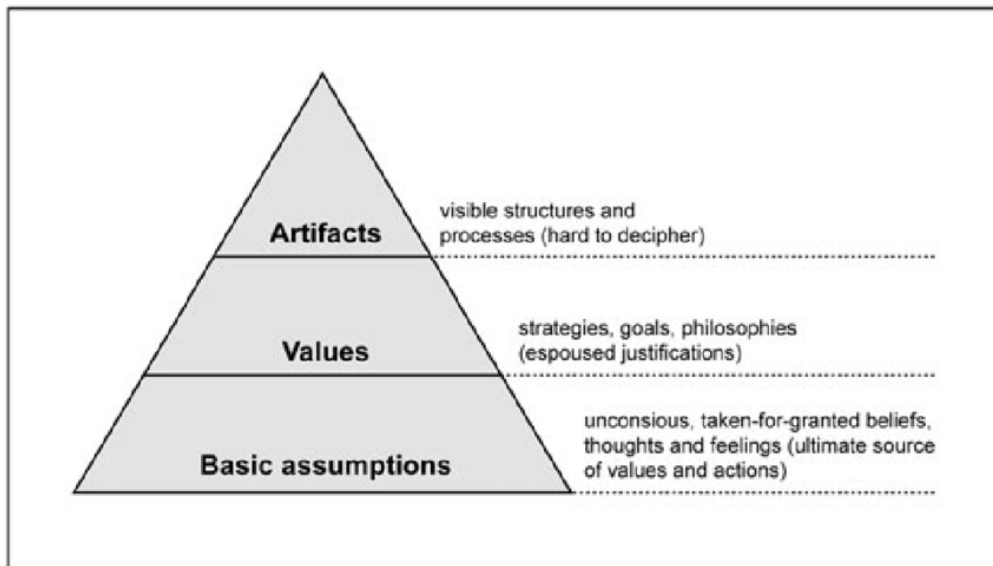 Artifacts
visible structures and
processes (hard to decipher)
Values
strategies, goals, philosophies
(espoused justifications)
Basic assumptions
unconsious, taken-for-granted beliefs,
thoughts and feelings (ultimate source
of values and actions)